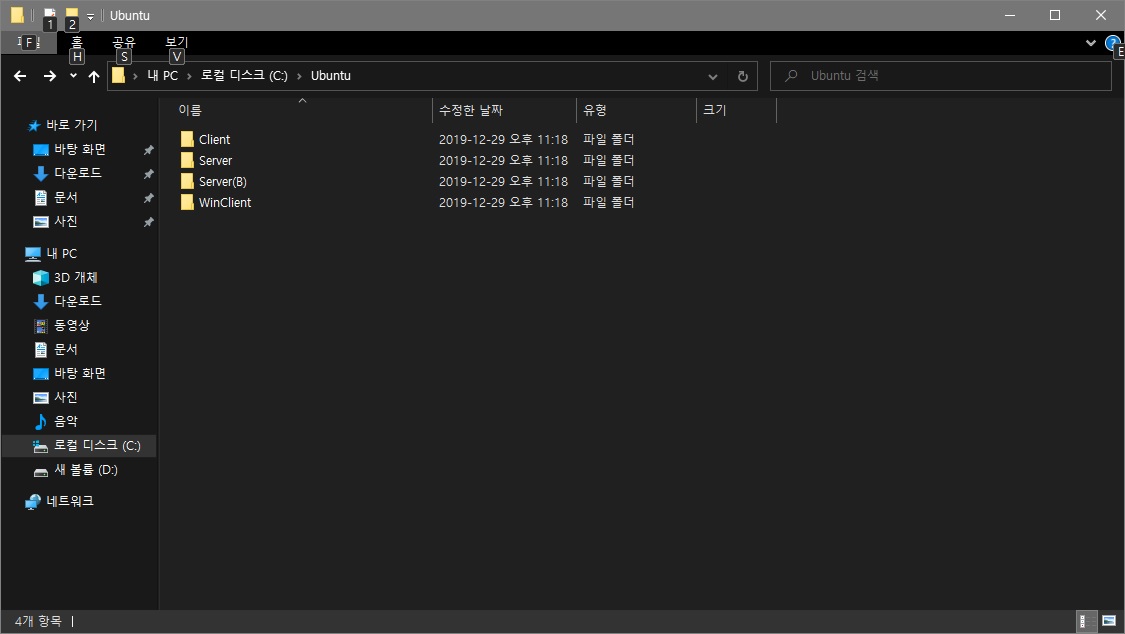 1 2 Ubuntu
F 홈 공유 보기
H S V E
내 PC 로컬 디스크 (C:) Ubuntu Ubuntu 검색
이름 수정한 날짜 유형 크기
Client 2019-12-29 오후 11:18 파일 폴더
Server 2019-12-29 오후 11:18 파일 폴더
Server(B) 2019-12-29 오후 11:18 파일 폴더
WinClient 2019-12-29 오후 11:18 파일 폴더
바로 가기
바탕 화면
다운로드
문서
사진
내 PC
3D 개체
다운로드
동영상
문서
바탕 화면
사진
음악
로컬 디스크 (C:)
새 볼륨 (D:)
네트워크
4개 항목